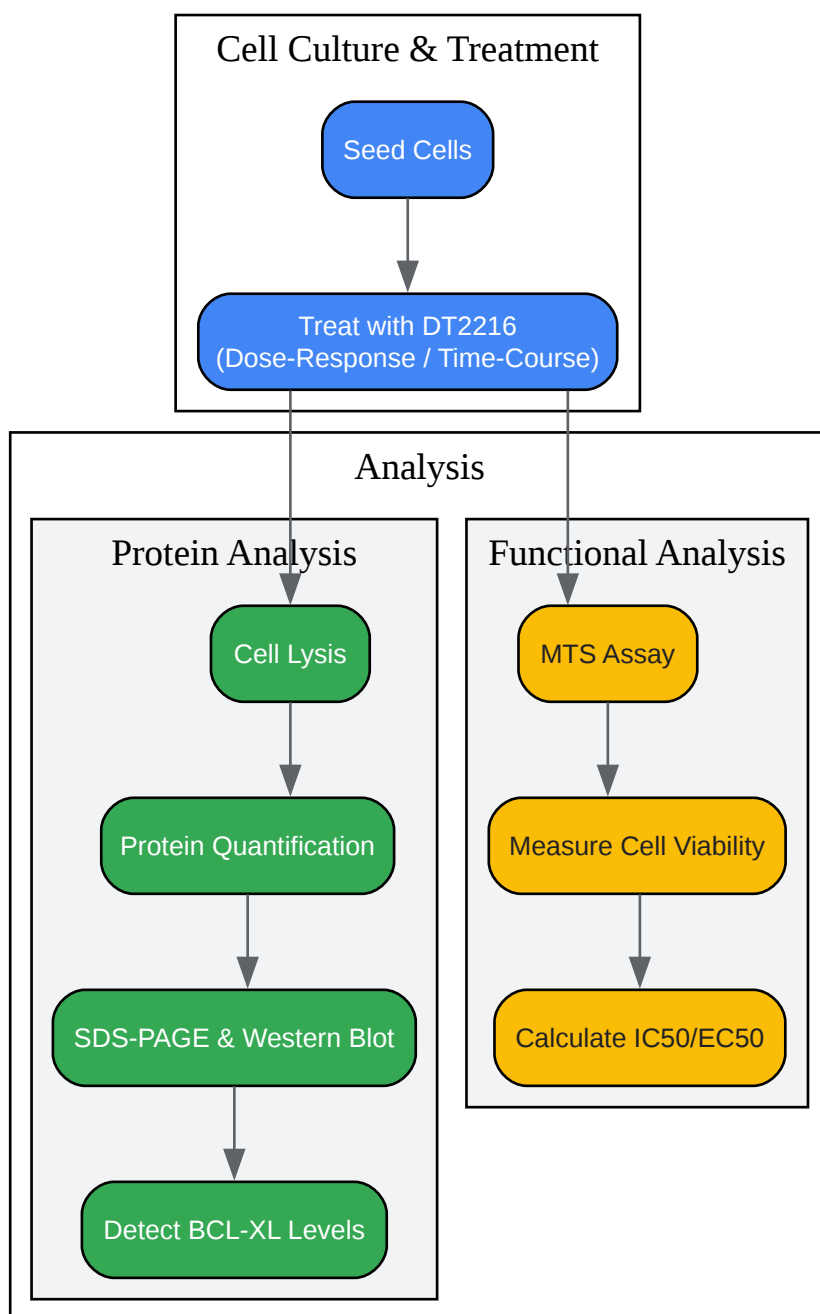 Cell Culture & Treatment
Seed Cells
Treat with DT2216
(Dose-Response / Time-Course)
Analysis
Protein Analysis
Cell Lysis
Protein Quantification
SDS-PAGE & Western Blot
Detect BCL-XL Levels
Functional Analysis
MTS Assay
Measure Cell Viability
Calculate IC50/EC50